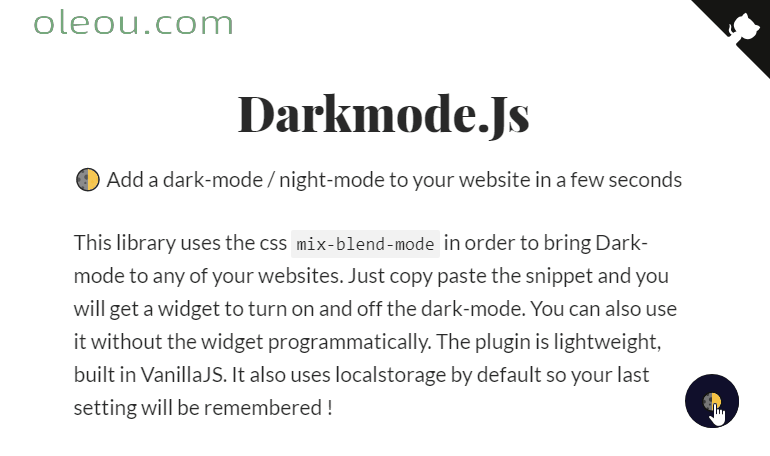 oleou.com
Darkmode.Js
Add a dark-mode / night-mode to your website in a few seconds
This library uses the css mix-blend-mode in order to bring Dark-
mode to any of your websites. Just copy paste the snippet and you
will get a widget to turn on and off the dark-mode. You can also use
it without the widget programmatically. The plugin is lightweight,
built in VanillaJS. It also uses localstorage by default so your last
setting will be remembered !